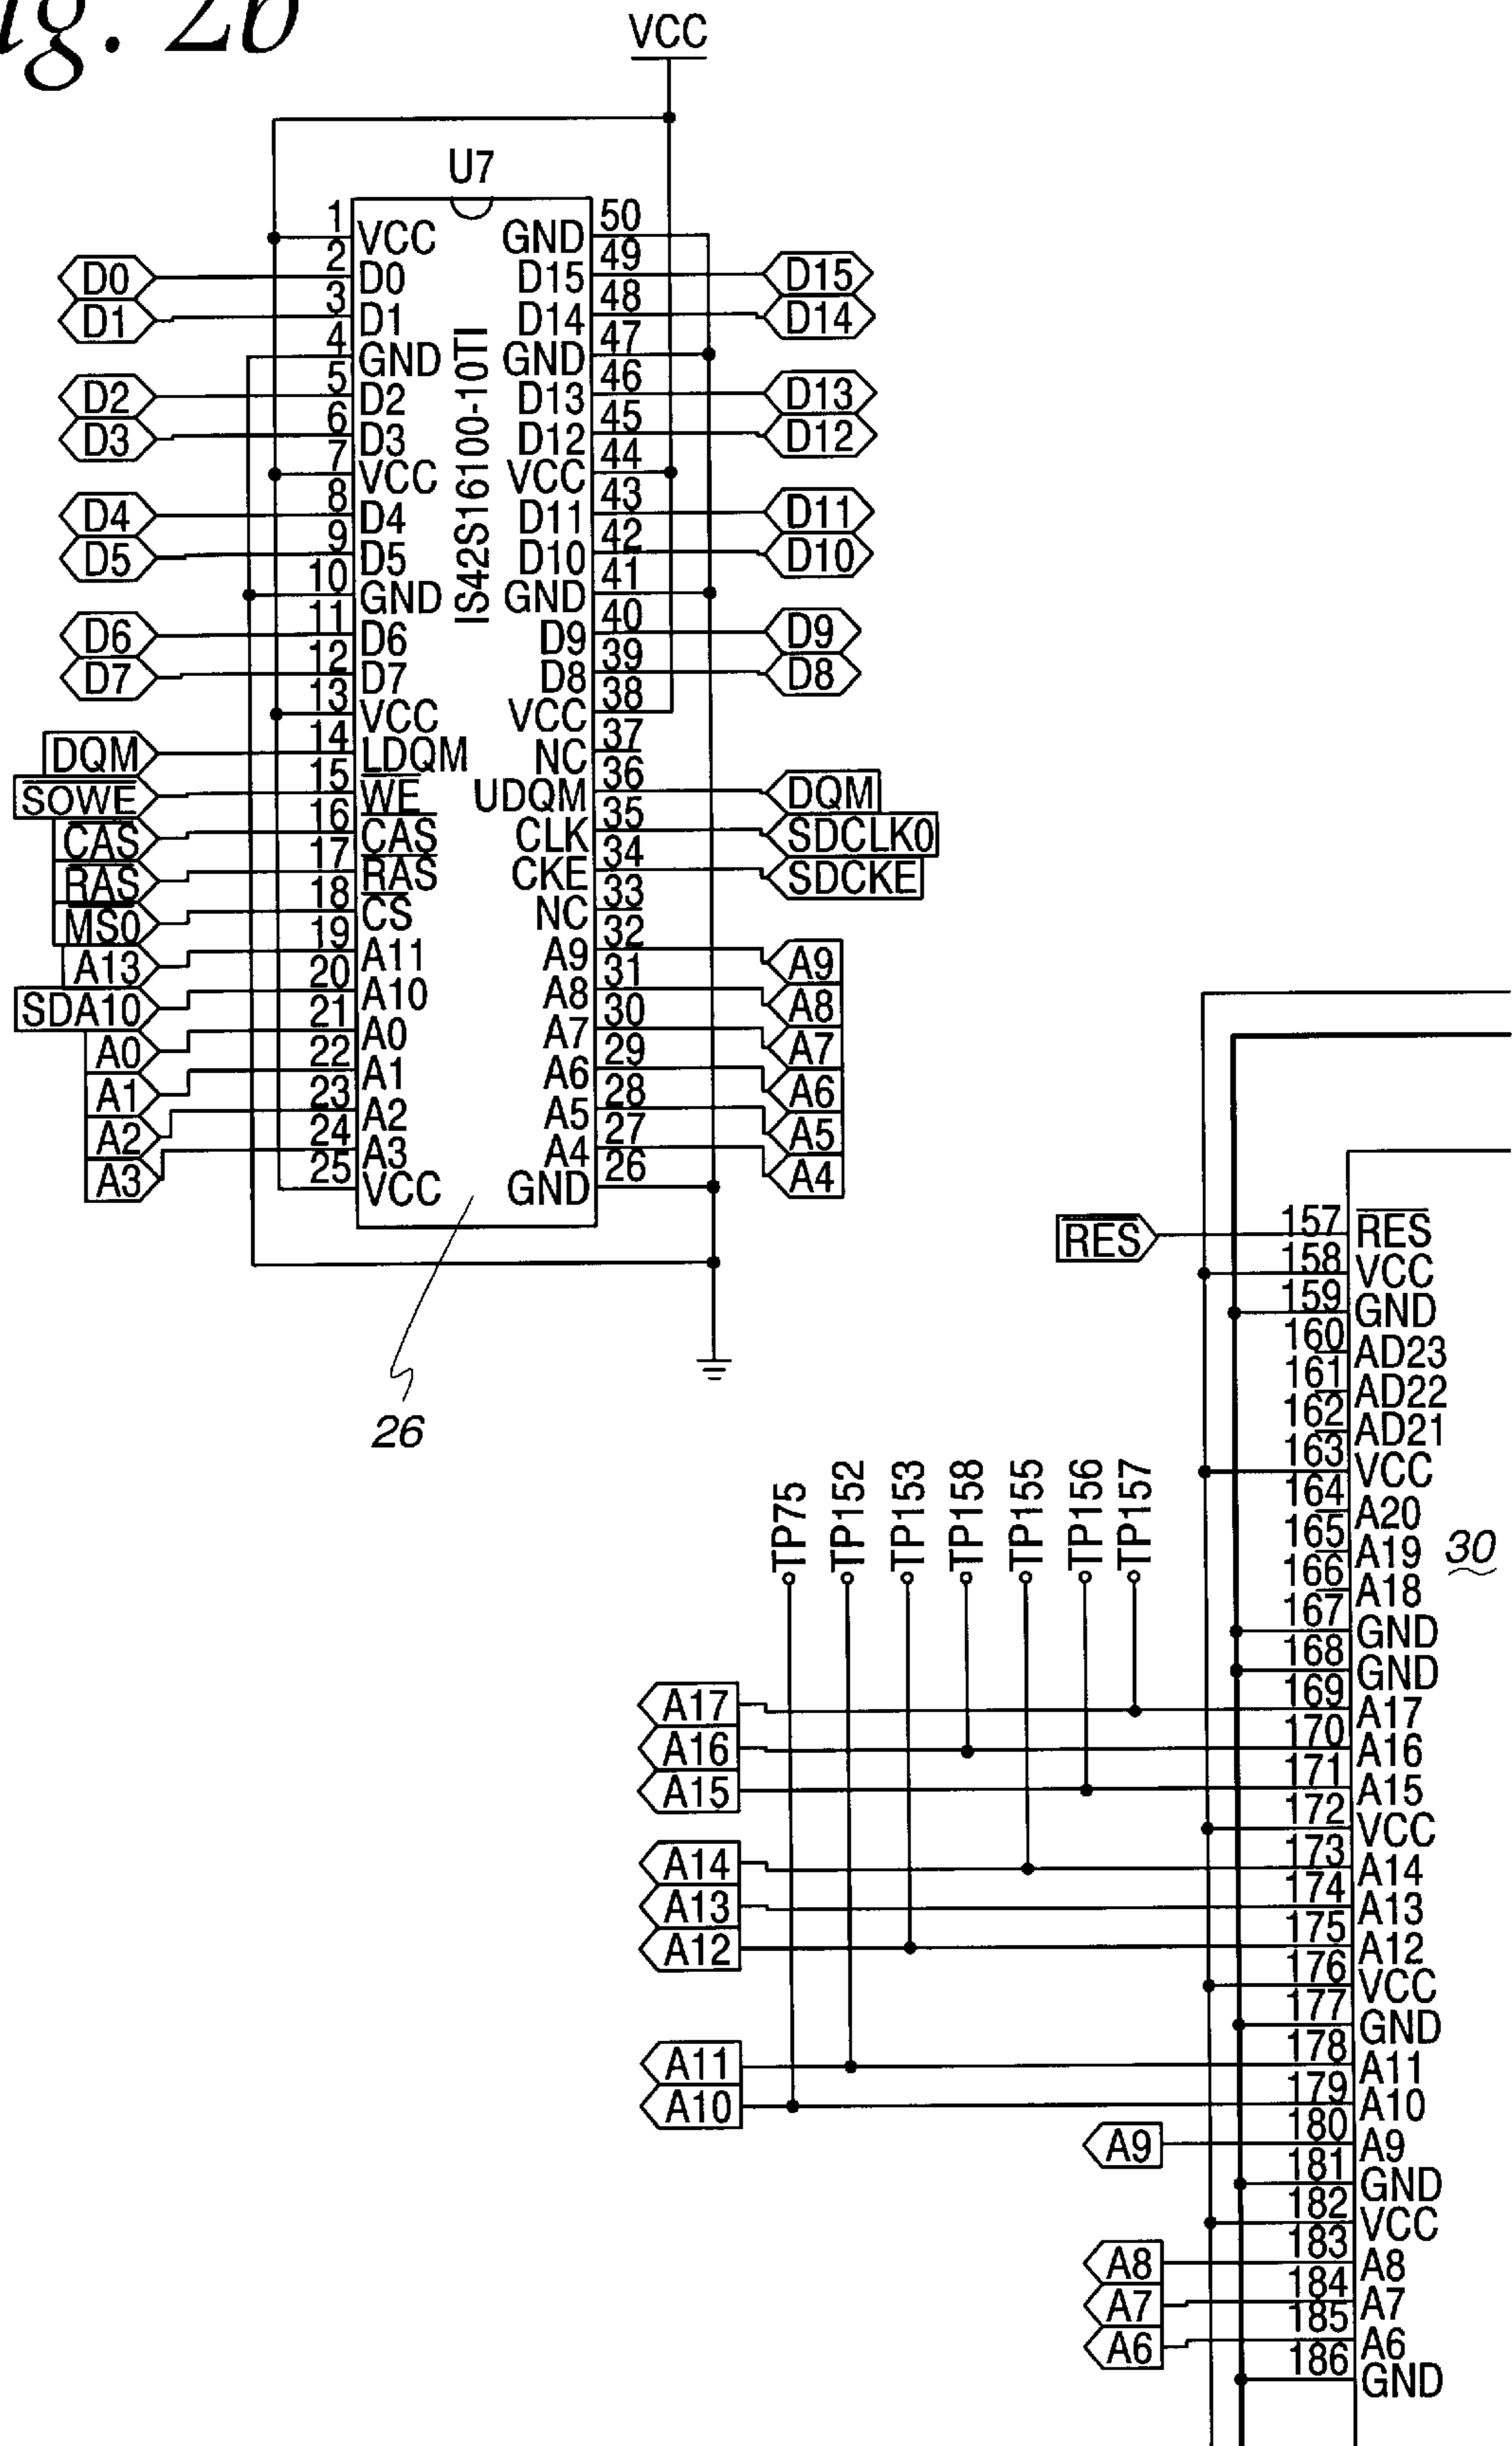 ig. 2b
VCC
U7
IS42S16100-10TI
1 VCC GND 50
D0 2 D0 D15 49 D15
D1 3 D1 D14 48 D14
4 GND GND 47
D2 5 D2 D13 46 D13
D3 6 D3 D12 45 D12
7 VCC VCC 44
D4 8 D4 D11 43 D11
D5 9 D5 D10 42 D10
10 GND GND 41
D6 11 D6 D9 40 D9
D7 12 D7 D8 39 D8
13 VCC VCC 38
DQM 14 LDQM NC 37
SOWE 15 WE UDQM 36 DQM
CAS 16 CAS CLK 35 SDCLK0
RAS 17 RAS CKE 34 SDCKE
MS0 18 CS NC 33
A13 19 A11 A9 32 A9
SDA10 20 A10 A8 31 A8
A0 21 A0 A7 30 A7
A1 22 A1 A6 29 A6
A2 23 A2 A5 28 A5
A3 24 A3 A4 27 A4
25 VCC GND 26
26
RES 157 RES
158 VCC
159 GND
160 AD23
161 AD22
162 AD21
163 VCC
164 A20
165 A19
30
166 A18
167 GND
168 GND
TP75 TP152 TP153 TP158 TP155 TP156 TP157
A17 169 A17
A16 170 A16
A15 171 A15
172 VCC
A14 173 A14
A13 174 A13
A12 175 A12
176 VCC
177 GND
A11 178 A11
A10 179 A10
A9 180 A9
181 GND
182 VCC
A8 183 A8
A7 184 A7
A6 185 A6
186 GND